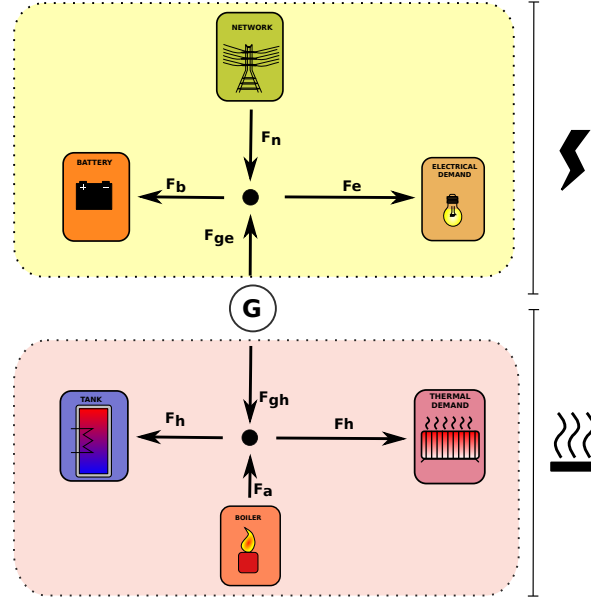 NETWORK
Fn
BATTERY
ELECTRICAL
DEMAND
+ −
Fb
Fe
Fge
G
Fgh
TANK
THERMAL
DEMAND
Fh
Fh
Fa
BOILER